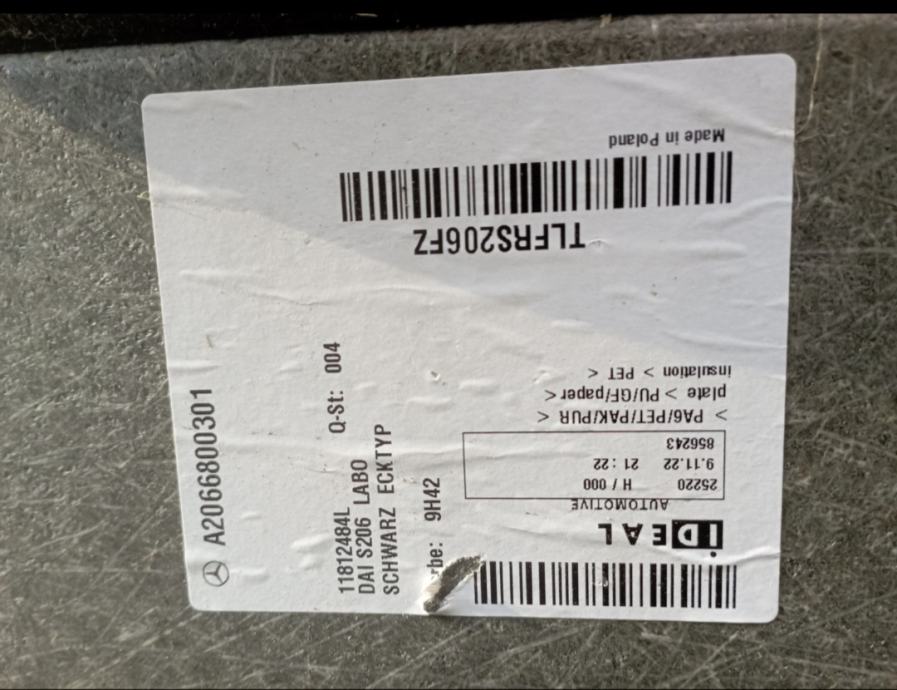 A2066800301
11812484L Q-St: 004
DAI S206 LABO
SCHWARZ ECKTYP
rbe: 9H42
iDEAL
AUTOMOTIVE
25220 H / 000
9.11.22 21:22
856243
> PA6/PET/PAK/PUR <
plate > PU/GF/paper <
insulation > PET <
TLFRS206FZ
Made in Poland